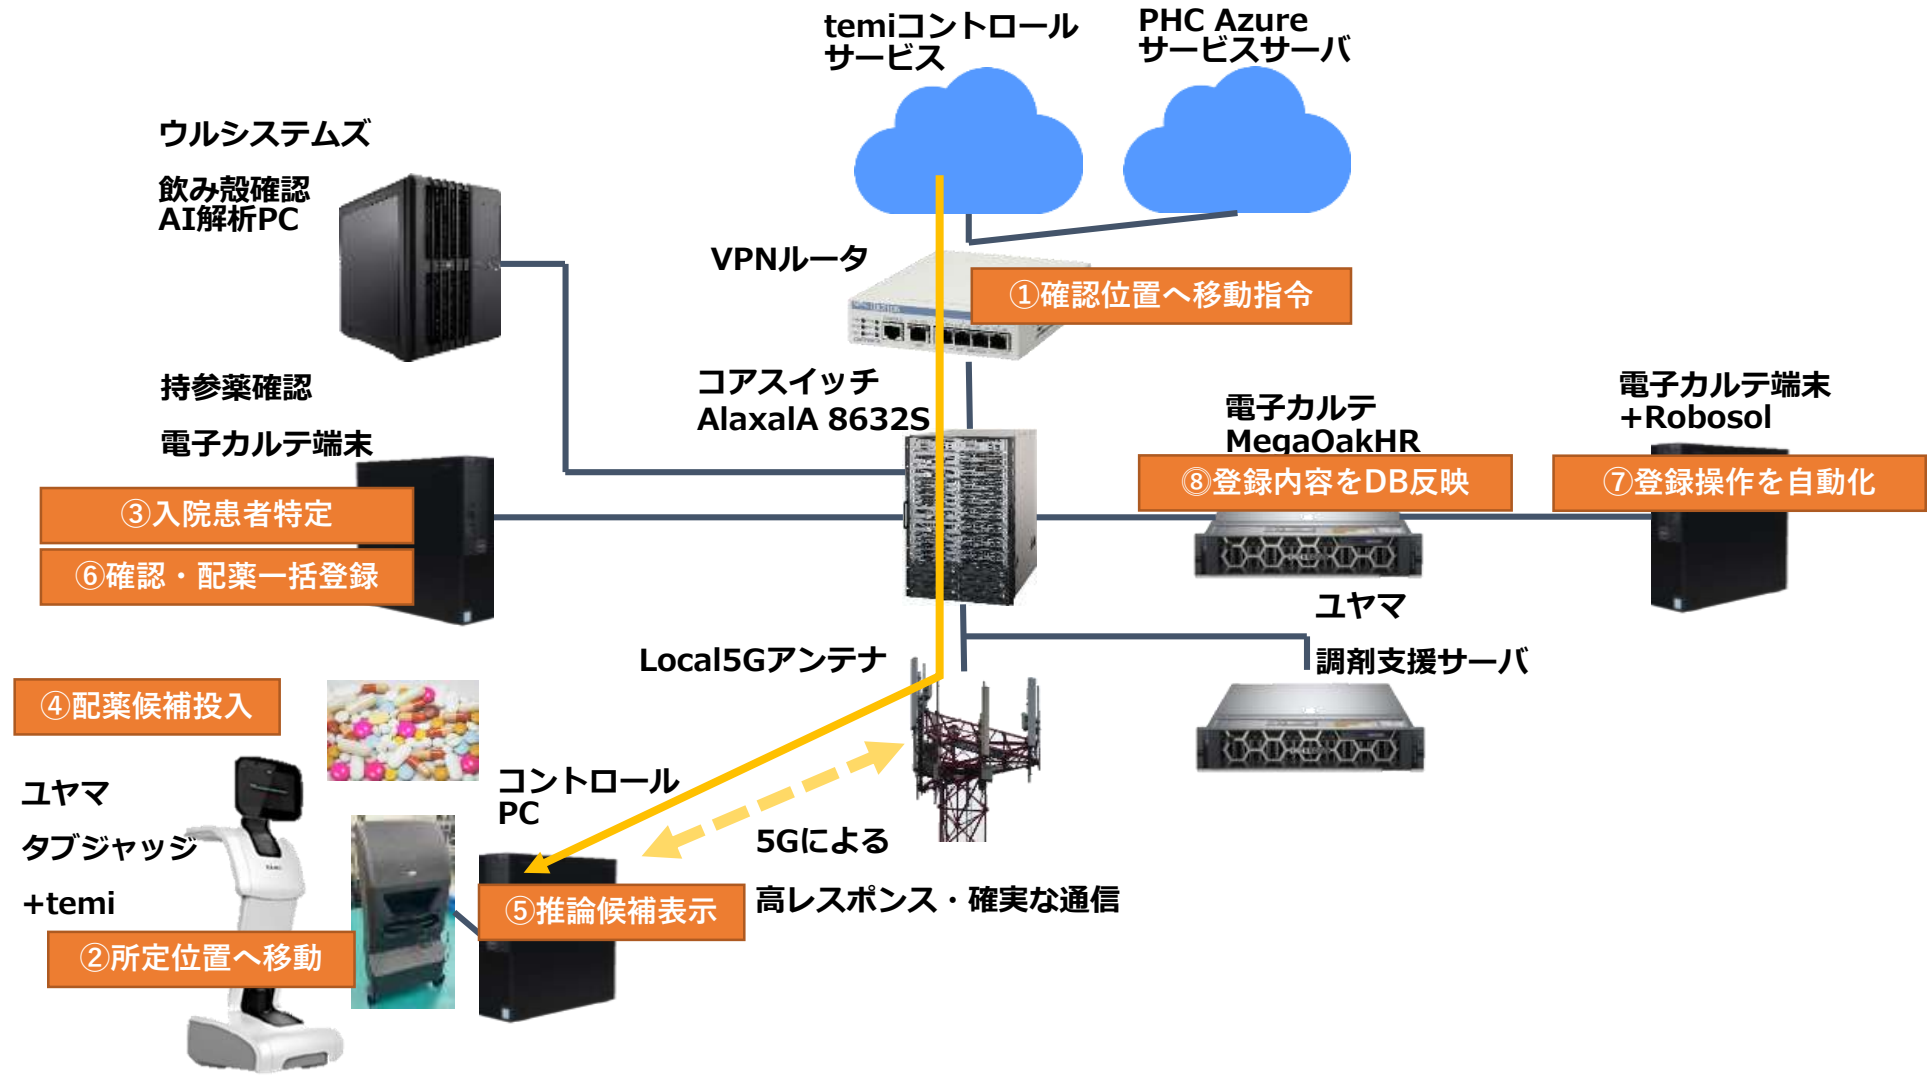 temiコントロール
サービス
PHC Azure
サービスサーバ
ウルシステムズ
飲み殻確認
AI解析PC
VPNルータ
①確認位置へ移動指令
持参薬確認
電子カルテ端末
コアスイッチ
AlaxalA 8632S
電子カルテ
MegaOakHR
電子カルテ端末
+Robosol
③入院患者特定
⑥確認・配薬一括登録
⑧登録内容をDB反映
⑦登録操作を自動化
ユヤマ
調剤支援サーバ
Local5Gアンテナ
④配薬候補投入
ユヤマ
タブジャッジ
+temi
②所定位置へ移動
コントロール
PC
⑤推論候補表示
5Gによる
高レスポンス・確実な通信